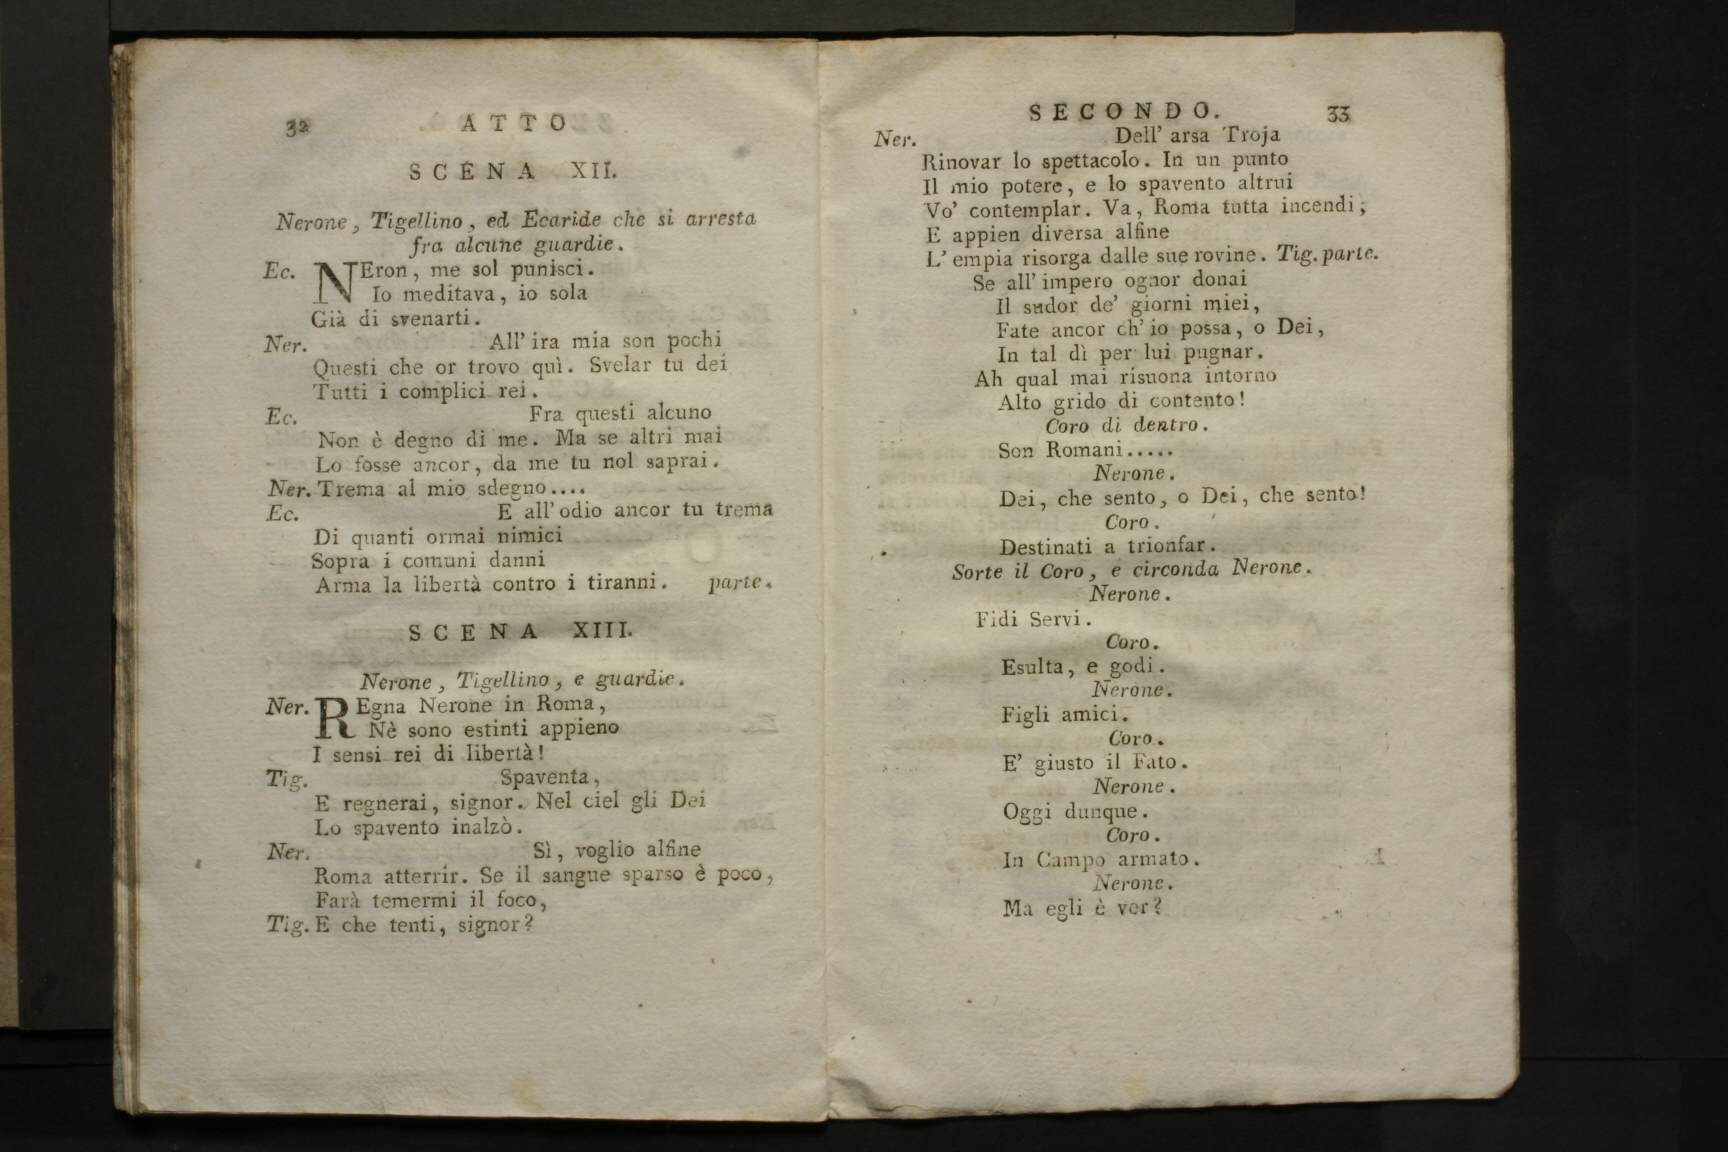 32 ATTO
SCENA XII.
Nerone, Tigellino, ed Ecaride che si arresta
fra alcune guardie.
Ec. NEron, me sol punisci.
Io meditava, io sola
Già di svenarti.
Ner. All' ira mia son pochi
Questi che or trovo quì. Svelar tu dei
Tutti i complici rei.
Ec. Fra questi alcuno
Non è degno di me. Ma se altri mai
Lo fosse ancor, da me tu nol saprai.
Ner. Trema al mio sdegno....
Ec. E all' odio ancor tu trema
Di quanti ormai nimici
Sopra i comuni danni
Arma la libertà contro i tiranni. parte.
SCENA XIII.
Nerone, Tigellino, e guardie.
Ner. REgna Nerone in Roma,
Nè sono estinti appieno
I sensi rei di libertà!
Tig. Spaventa,
E regnerai, signor. Nel ciel gli Dei
Lo spavento inalzò.
Ner. Sì, voglio alfine
Roma atterrir. Se il sangue sparso è poco,
Farà temermi il foco,
Tig. E che tenti, signor?
SECONDO. 33
Ner. Dell' arsa Troja
Rinovar lo spettacolo. In un punto
Il mio potere, e lo spavento altrui
Vo' contemplar. Va, Roma tutta incendi;
E appien diversa alfine
L' empia risorga dalle sue rovine. Tig. parte.
Se all' impero ognor donai
Il sudor de' giorni miei,
Fate ancor ch' io possa, o Dei,
In tal dì per lui pugnar.
Ah qual mai risuona intorno
Alto grido di contento!
Coro di dentro.
Son Romani.....
Nerone.
Dei, che sento, o Dei, che sento!
Coro.
Destinati a trionfar.
Sorte il Coro, e circonda Nerone.
Nerone.
Fidi Servi.
Coro.
Esulta, e godi.
Nerone.
Figli amici.
Coro.
E' giusto il Fato.
Nerone.
Oggi dunque.
Coro.
In Campo armato.
Nerone.
Ma egli è ver?